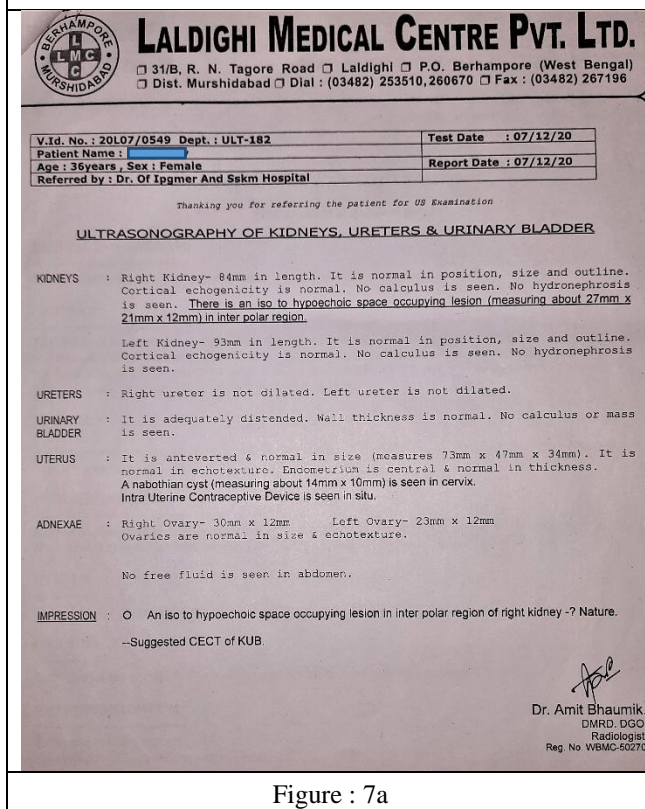 BERHAMPORE
L
LMC
C
MURSHIDABAD
LALDIGHI MEDICAL CENTRE PVT. LTD.
❒ 31/B, R. N. Tagore Road ❒ Laldighi ❒ P.O. Berhampore (West Bengal)
❒ Dist. Murshidabad ❒ Dial : (03482) 253510,260670 ❒ Fax : (03482) 267196
V.Id. No. : 20L07/0549 Dept. : ULT-182 Test Date : 07/12/20
Patient Name :
Age : 36years , Sex : Female Report Date : 07/12/20
Referred by : Dr. Of Ipgmer And Sskm Hospital
Thanking you for referring the patient for US Examination
ULTRASONOGRAPHY OF KIDNEYS, URETERS & URINARY BLADDER
KIDNEYS : Right Kidney- 84mm in length. It is normal in position, size and outline.
Cortical echogenicity is normal. No calculus is seen. No hydronephrosis
is seen. There is an iso to hypoechoic space occupying lesion (measuring about 27mm x
21mm x 12mm) in inter polar region.
Left Kidney- 93mm in length. It is normal in position, size and outline.
Cortical echogenicity is normal. No calculus is seen. No hydronephrosis
is seen.
URETERS : Right ureter is not dilated. Left ureter is not dilated.
URINARY : It is adequately distended. Wall thickness is normal. No calculus or mass
BLADDER is seen.
UTERUS : It is anteverted & normal in size (measures 73mm x 47mm x 34mm). It is
normal in echotexture. Endometrium is central & normal in thickness.
A nabothian cyst (measuring about 14mm x 10mm) is seen in cervix.
Intra Uterine Contraceptive Device is seen in situ.
ADNEXAE : Right Ovary- 30mm x 12mm Left Ovary- 23mm x 12mm
Ovaries are normal in size & echotexture.
No free fluid is seen in abdomen.
IMPRESSION : O An iso to hypoechoic space occupying lesion in inter polar region of right kidney -? Nature.
--Suggested CECT of KUB.
Dr. Amit Bhaumik.
DMRD. DGO
Radiologist
Reg. No. WBMC-50270
Figure : 7a